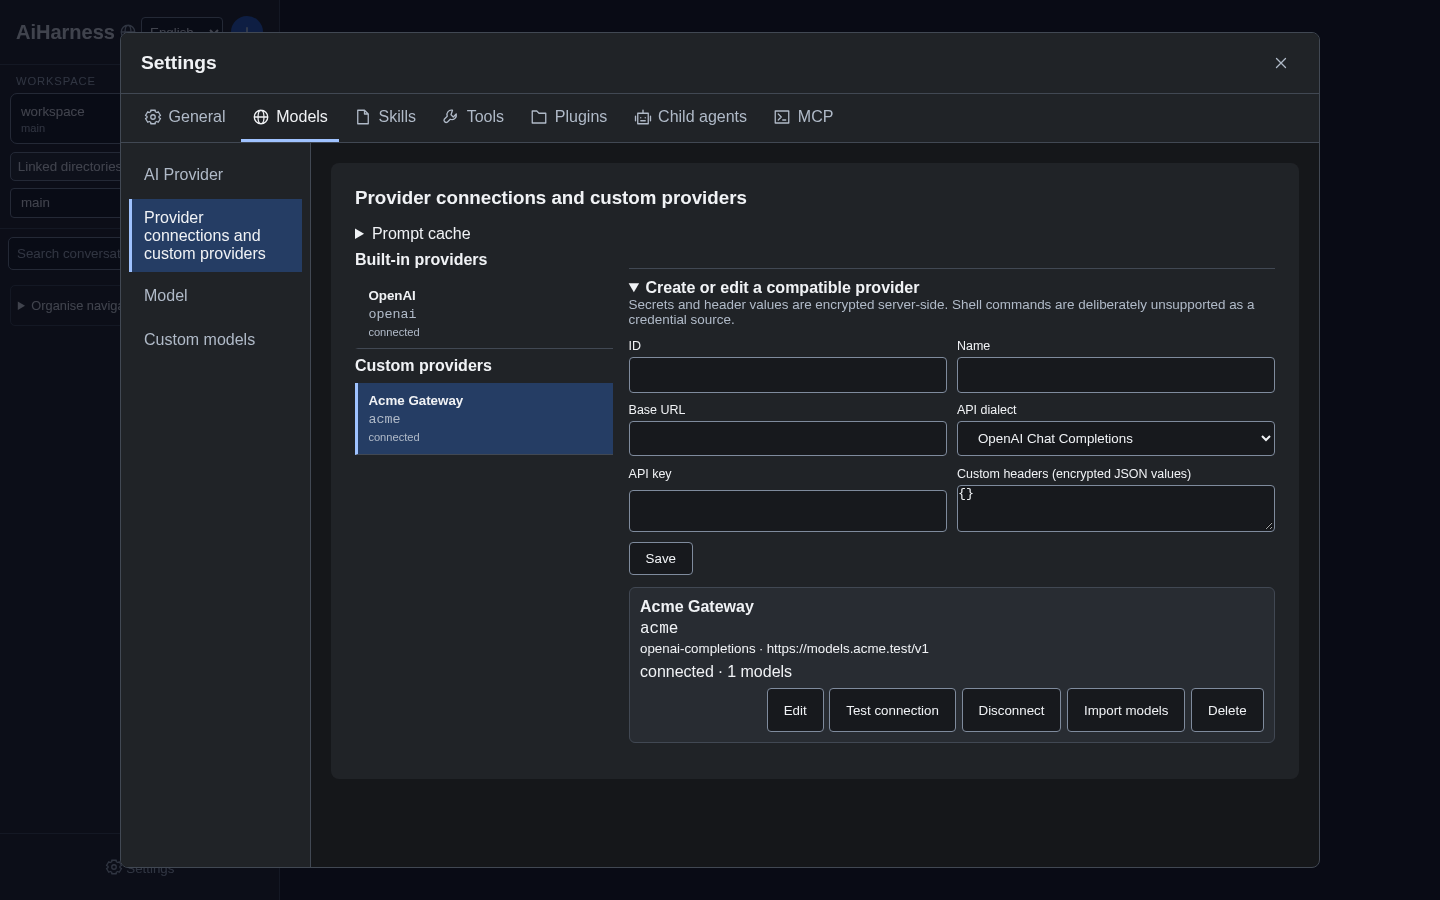 AiHarness
English
WORKSPACE
workspace
main
Linked directories
main
Search conversat
Organise naviga
Settings
Settings
General
Models
Skills
Tools
Plugins
Child agents
MCP
AI Provider
Provider
connections and
custom providers
Model
Custom models
Provider connections and custom providers
Prompt cache
Built-in providers
OpenAI
openai
connected
Custom providers
Acme Gateway
acme
connected
Create or edit a compatible provider
Secrets and header values are encrypted server-side. Shell commands are deliberately unsupported as a
credential source.
ID
Name
Base URL
API dialect
OpenAI Chat Completions
API key
Custom headers (encrypted JSON values)
{}
Save
Acme Gateway
acme
openai-completions · https://models.acme.test/v1
connected · 1 models
Edit
Test connection
Disconnect
Import models
Delete